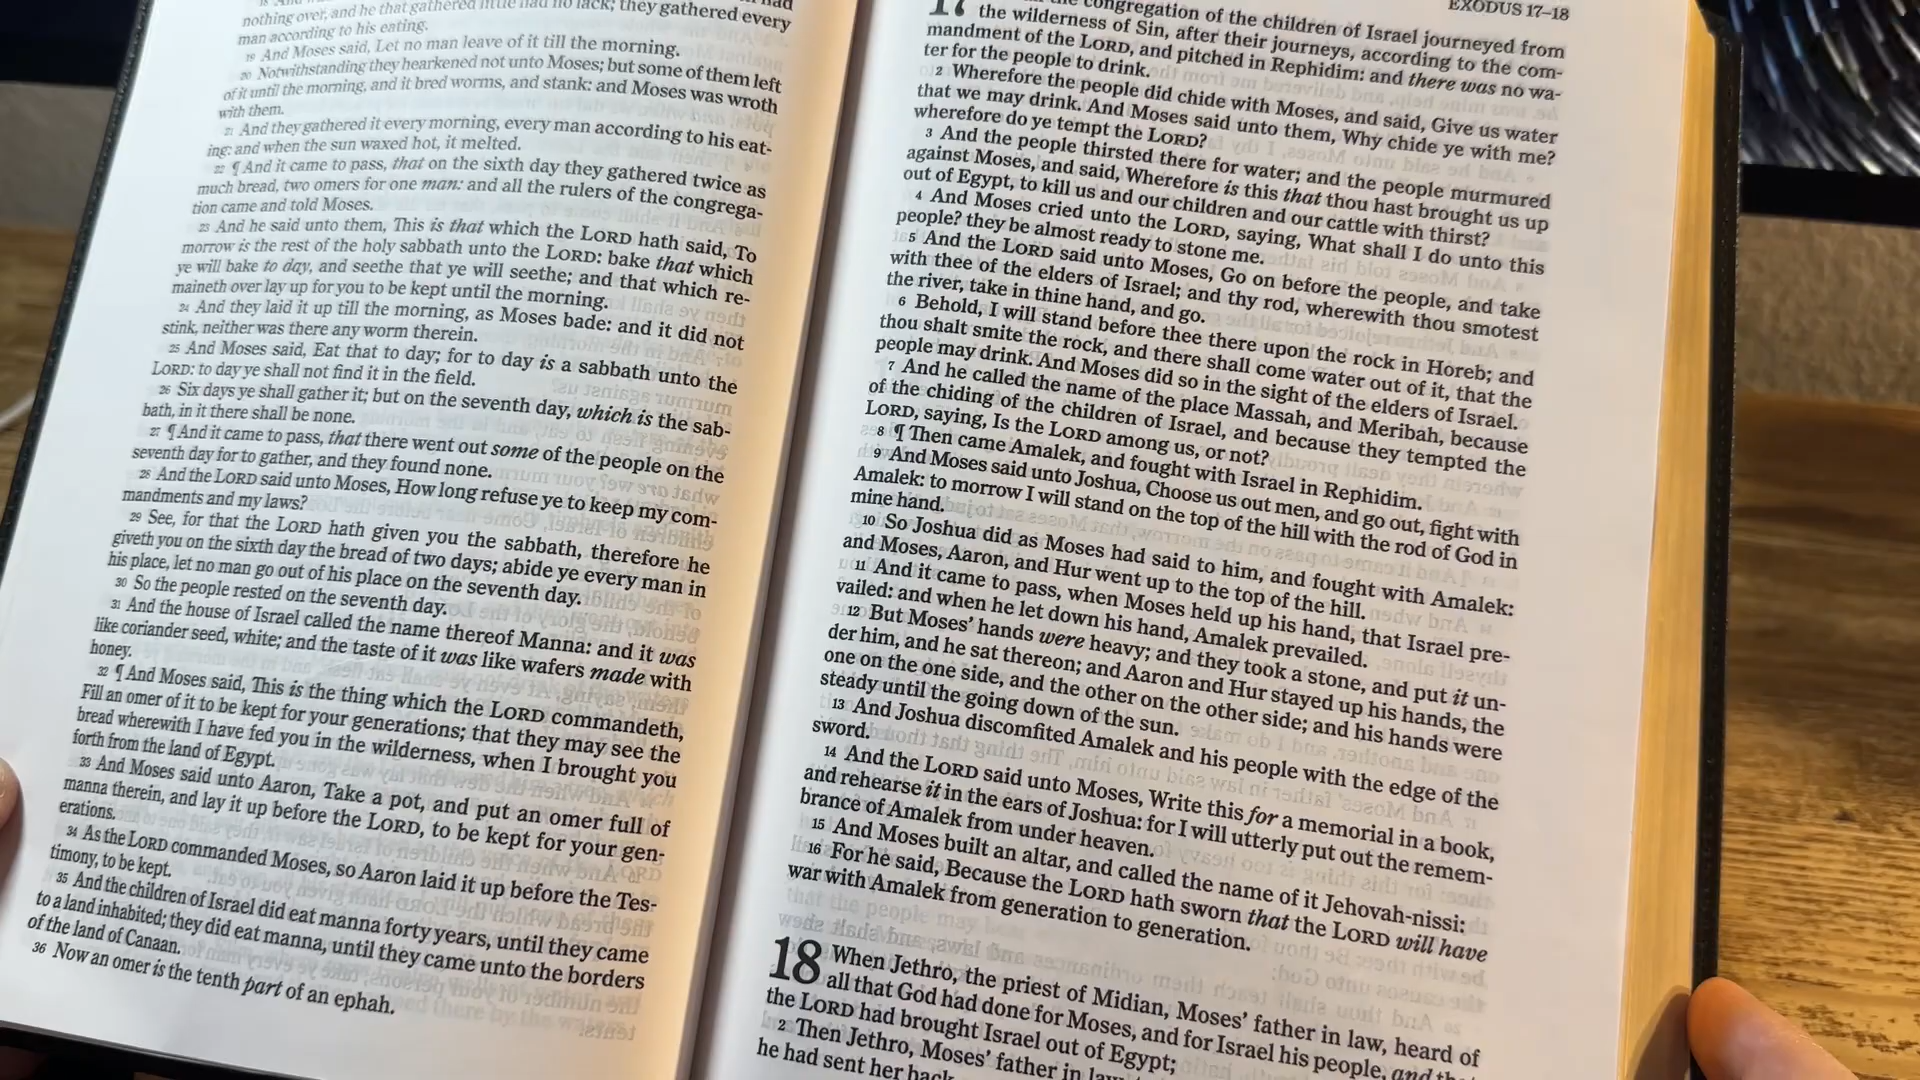 nothing over, and he that gathered little had no lack; they gathered every
man according to his eating.
19 And Moses said, Let no man leave of it till the morning.
20 Notwithstanding they hearkened not unto Moses; but some of them left
of it until the morning, and it bred worms, and stank: and Moses was wroth
with them.
21 And they gathered it every morning, every man according to his eat-
ing: and when the sun waxed hot, it melted.
22 ¶ And it came to pass, that on the sixth day they gathered twice as
much bread, two omers for one man: and all the rulers of the congrega-
tion came and told Moses.
23 And he said unto them, This is that which the LORD hath said, To
morrow is the rest of the holy sabbath unto the LORD: bake that which
ye will bake to day, and seethe that ye will seethe; and that which re-
maineth over lay up for you to be kept until the morning.
24 And they laid it up till the morning, as Moses bade: and it did not
stink, neither was there any worm therein.
25 And Moses said, Eat that to day; for to day is a sabbath unto the
LORD: to day ye shall not find it in the field.
26 Six days ye shall gather it; but on the seventh day, which is the sab-
bath, in it there shall be none.
27 ¶ And it came to pass, that there went out some of the people on the
seventh day for to gather, and they found none.
28 And the LORD said unto Moses, How long refuse ye to keep my com-
mandments and my laws?
29 See, for that the LORD hath given you the sabbath, therefore he
giveth you on the sixth day the bread of two days; abide ye every man in
his place, let no man go out of his place on the seventh day.
30 So the people rested on the seventh day.
31 And the house of Israel called the name thereof Manna: and it was
like coriander seed, white; and the taste of it was like wafers made with
honey.
32 ¶ And Moses said, This is the thing which the LORD commandeth,
Fill an omer of it to be kept for your generations; that they may see the
bread wherewith I have fed you in the wilderness, when I brought you
forth from the land of Egypt.
33 And Moses said unto Aaron, Take a pot, and put an omer full of
manna therein, and lay it up before the LORD, to be kept for your gen-
erations.
34 As the LORD commanded Moses, so Aaron laid it up before the Tes-
timony, to be kept.
35 And the children of Israel did eat manna forty years, until they came
to a land inhabited; they did eat manna, until they came unto the borders
of the land of Canaan.
36 Now an omer is the tenth part of an ephah.
EXODUS 17–18
17 congregation of the children of Israel journeyed from
the wilderness of Sin, after their journeys, according to the com-
mandment of the LORD, and pitched in Rephidim: and there was no wa-
ter for the people to drink.
2 Wherefore the people did chide with Moses, and said, Give us water
that we may drink. And Moses said unto them, Why chide ye with me?
wherefore do ye tempt the LORD?
3 And the people thirsted there for water; and the people murmured
against Moses, and said, Wherefore is this that thou hast brought us up
out of Egypt, to kill us and our children and our cattle with thirst?
4 And Moses cried unto the LORD, saying, What shall I do unto this
people? they be almost ready to stone me.
5 And the LORD said unto Moses, Go on before the people, and take
with thee of the elders of Israel; and thy rod, wherewith thou smotest
the river, take in thine hand, and go.
6 Behold, I will stand before thee there upon the rock in Horeb; and
thou shalt smite the rock, and there shall come water out of it, that the
people may drink. And Moses did so in the sight of the elders of Israel.
7 And he called the name of the place Massah, and Meribah, because
of the chiding of the children of Israel, and because they tempted the
LORD, saying, Is the LORD among us, or not?
8 ¶ Then came Amalek, and fought with Israel in Rephidim.
9 And Moses said unto Joshua, Choose us out men, and go out, fight with
Amalek: to morrow I will stand on the top of the hill with the rod of God in
mine hand.
10 So Joshua did as Moses had said to him, and fought with Amalek:
and Moses, Aaron, and Hur went up to the top of the hill.
11 And it came to pass, when Moses held up his hand, that Israel pre-
vailed: and when he let down his hand, Amalek prevailed.
12 But Moses' hands were heavy; and they took a stone, and put it un-
der him, and he sat thereon; and Aaron and Hur stayed up his hands, the
one on the one side, and the other on the other side; and his hands were
steady until the going down of the sun.
13 And Joshua discomfited Amalek and his people with the edge of the
sword.
14 And the LORD said unto Moses, Write this for a memorial in a book,
and rehearse it in the ears of Joshua: for I will utterly put out the remem-
brance of Amalek from under heaven.
15 And Moses built an altar, and called the name of it Jehovah-nissi:
16 For he said, Because the LORD hath sworn that the LORD will have
war with Amalek from generation to generation.
18 When Jethro, the priest of Midian, Moses' father in law, heard of
all that God had done for Moses, and for Israel his people, and
the LORD had brought Israel out of Egypt;
2 Then Jethro, Moses' father in
he had sent her back,